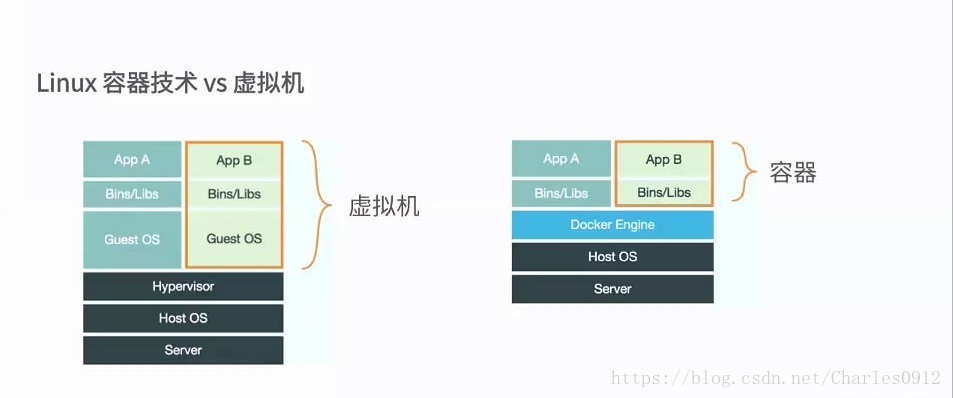 Linux 容器技术 vs 虚拟机
App A
App B
Bins/Libs
Bins/Libs
Guest OS
Guest OS
虚拟机
Hypervisor
Host OS
Server
App A
App B
Bins/Libs
Bins/Libs
容器
Docker Engine
Host OS
Server
https://blog.csdn.net/Charles0912